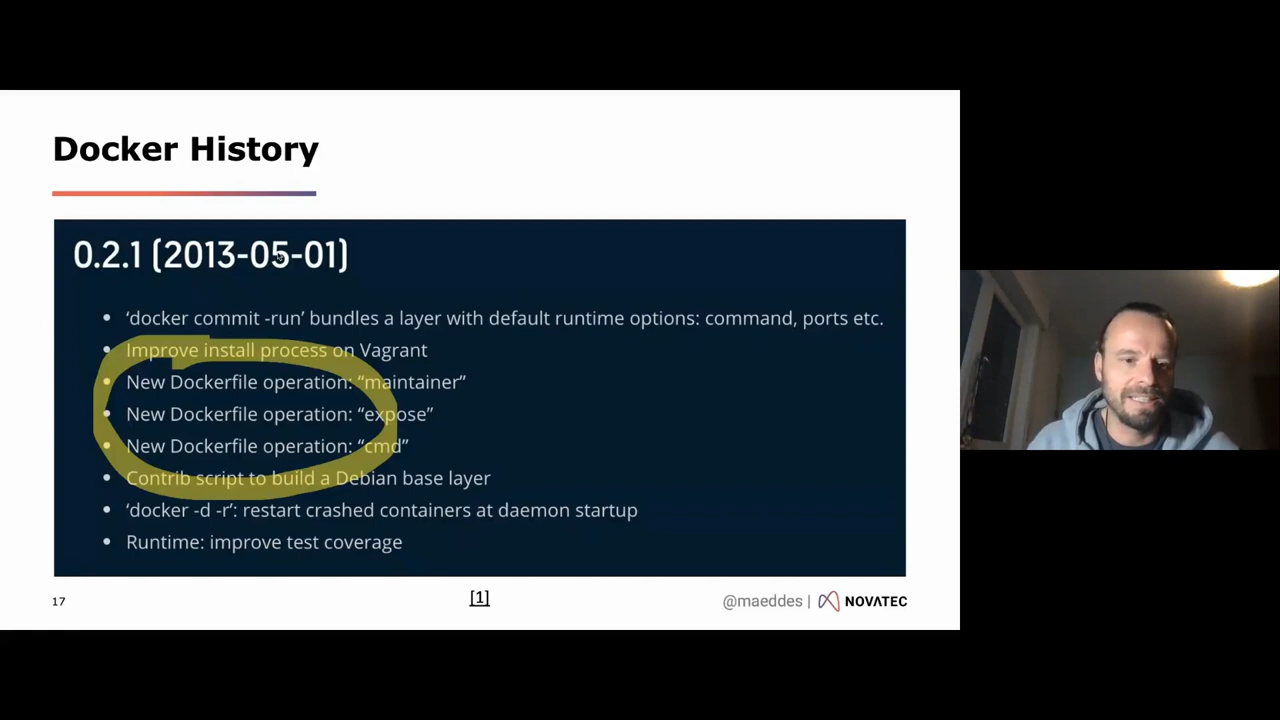 Docker History
0.2.1 (2013-05-01)
• ‘docker commit -run’ bundles a layer with default runtime options: command, ports etc.
• Improve install process on Vagrant
• New Dockerfile operation: “maintainer”
• New Dockerfile operation: “expose”
• New Dockerfile operation: “cmd”
• Contrib script to build a Debian base layer
• ‘docker -d -r’: restart crashed containers at daemon startup
• Runtime: improve test coverage
17
[1]
@maeddes | NOVATEC